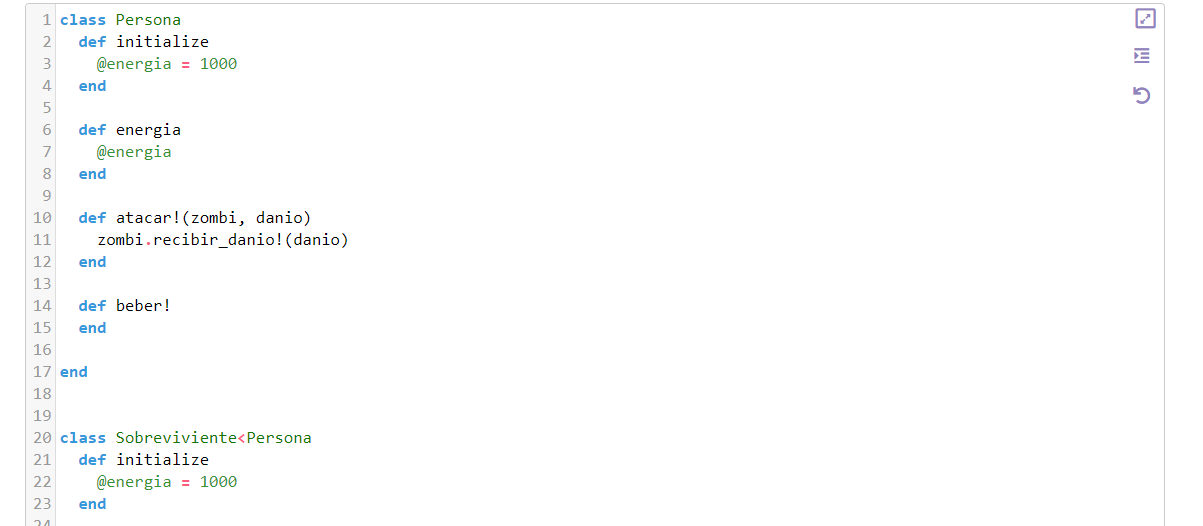 1 class Persona
2   def initialize
3     @energia = 1000
4   end
5
6   def energia
7     @energia
8   end
9
10   def atacar!(zombi, danio)
11     zombi.recibir_danio!(danio)
12   end
13
14   def beber!
15   end
16
17 end
18
19
20 class Sobreviviente<Persona
21   def initialize
22     @energia = 1000
23   end
24